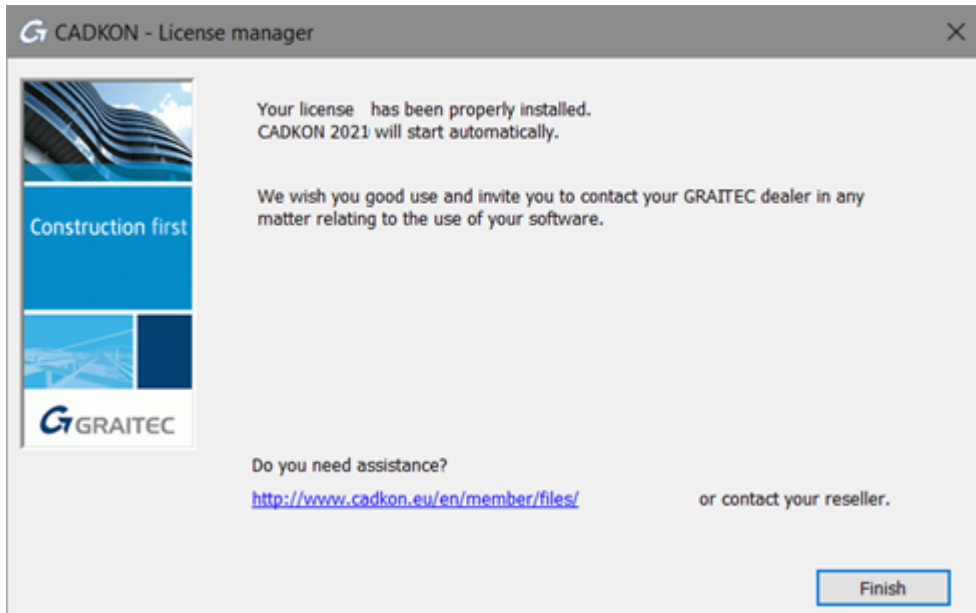 CADKON - License manager
Your license has been properly installed.
CADKON 2021 will start automatically.
We wish you good use and invite you to contact your GRAITEC dealer in any
matter relating to the use of your software.
Construction first
GRAITEC
Do you need assistance?
http://www.cadkon.eu/en/member/files/ or contact your reseller.
Finish